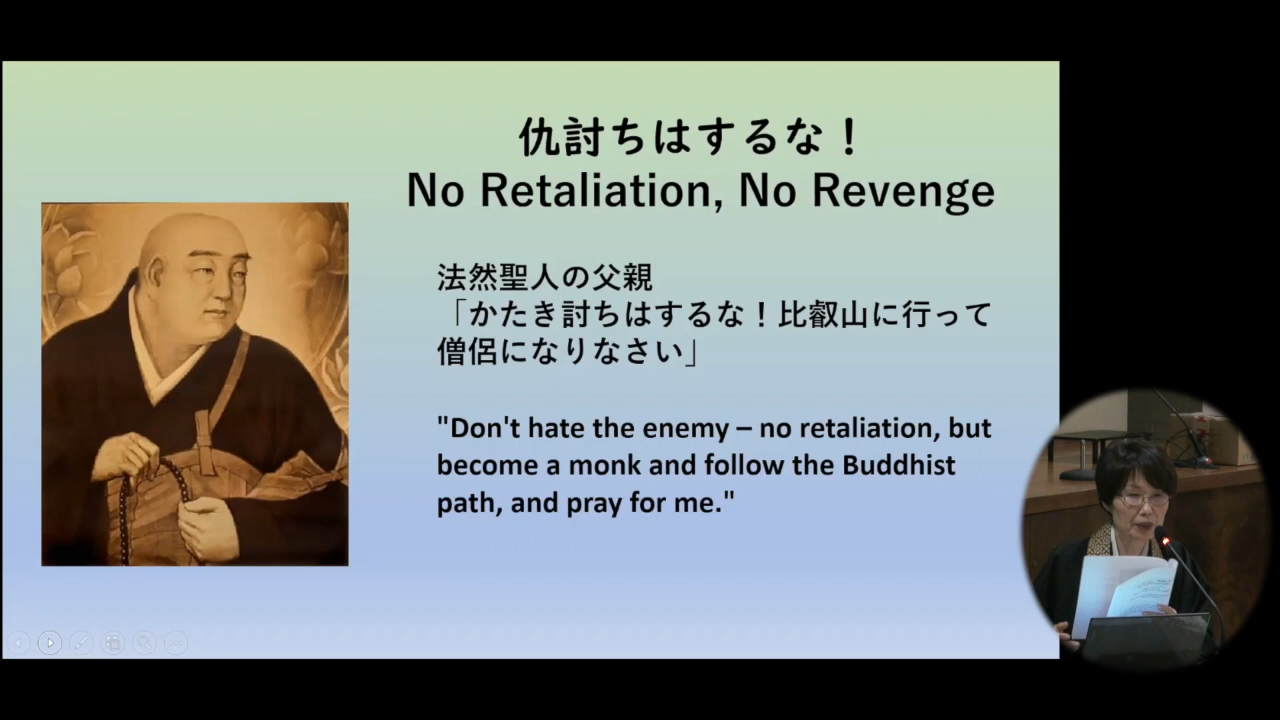 仇討ちはするな！
No Retaliation, No Revenge
法然聖人の父親
「かたき討ちはするな！比叡山に行って
僧侶になりなさい」
"Don't hate the enemy – no retaliation, but
become a monk and follow the Buddhist
path, and pray for me."